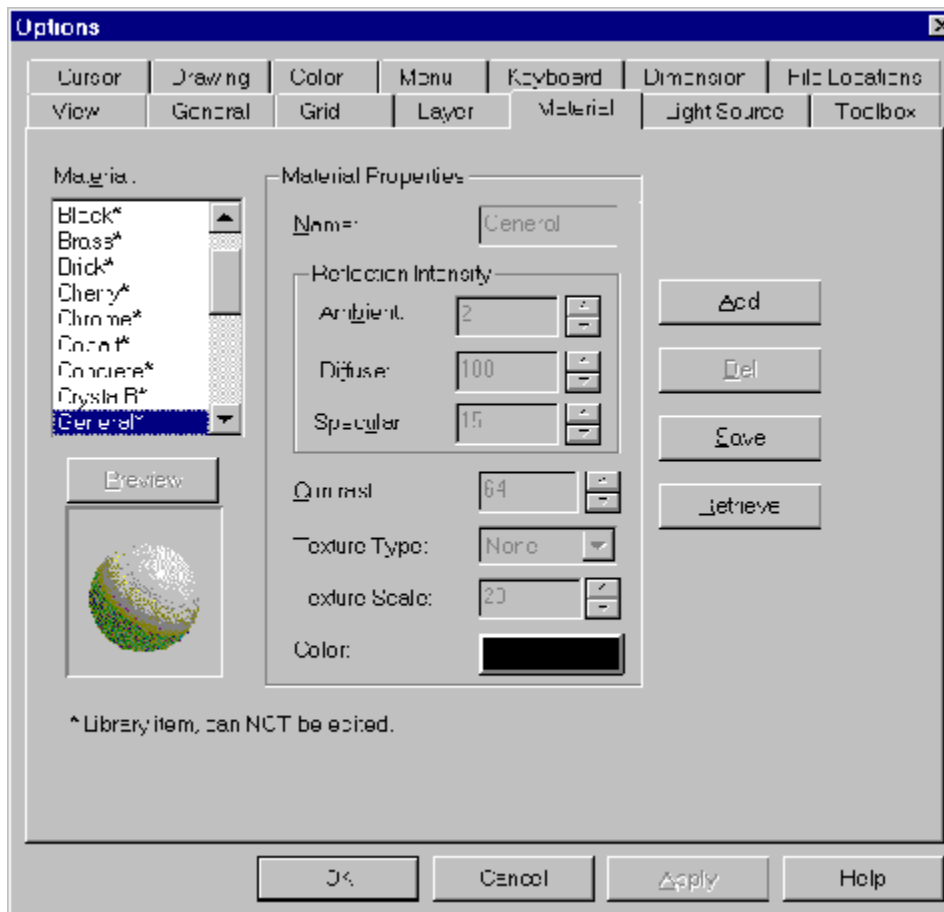 Options
Cursor Drawing Color Menu Keyboard Dimension File Locations
View General Grid Layer Material Light Source Toolbox
Material:
Black*
Brass*
Brick*
Cherry*
Chrome*
Cobalt*
Concrete*
CrystalB*
General*
Preview
Material Properties
Name: General
Reflection Intensity
Ambient: 2
Diffuse: 100
Specular 15
Contrast 64
Texture Type: None
Texture Scale: 20
Color:
Add
Del
Save
Retrieve
* Library item, can NOT be edited.
OK Cancel Apply Help